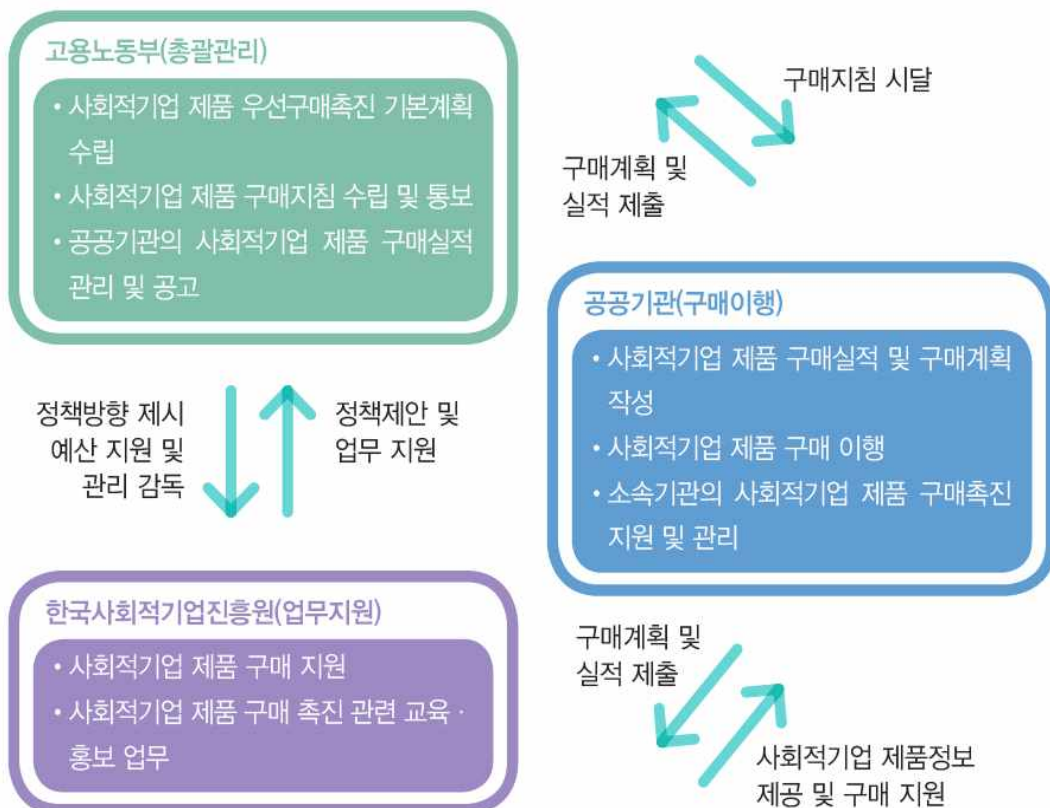 고용노동부(총괄관리)
• 사회적기업 제품 우선구매촉진 기본계획
수립
• 사회적기업 제품 구매지침 수립 및 통보
• 공공기관의 사회적기업 제품 구매실적
관리 및 공고
구매지침 시달
구매계획 및
실적 제출
공공기관(구매이행)
• 사회적기업 제품 구매실적 및 구매계획
작성
• 사회적기업 제품 구매 이행
• 소속기관의 사회적기업 제품 구매촉진
지원 및 관리
정책방향 제시
예산 지원 및
관리 감독
정책제안 및
업무 지원
한국사회적기업진흥원(업무지원)
• 사회적기업 제품 구매 지원
• 사회적기업 제품 구매 촉진 관련 교육 ·
홍보 업무
구매계획 및
실적 제출
사회적기업 제품정보
제공 및 구매 지원